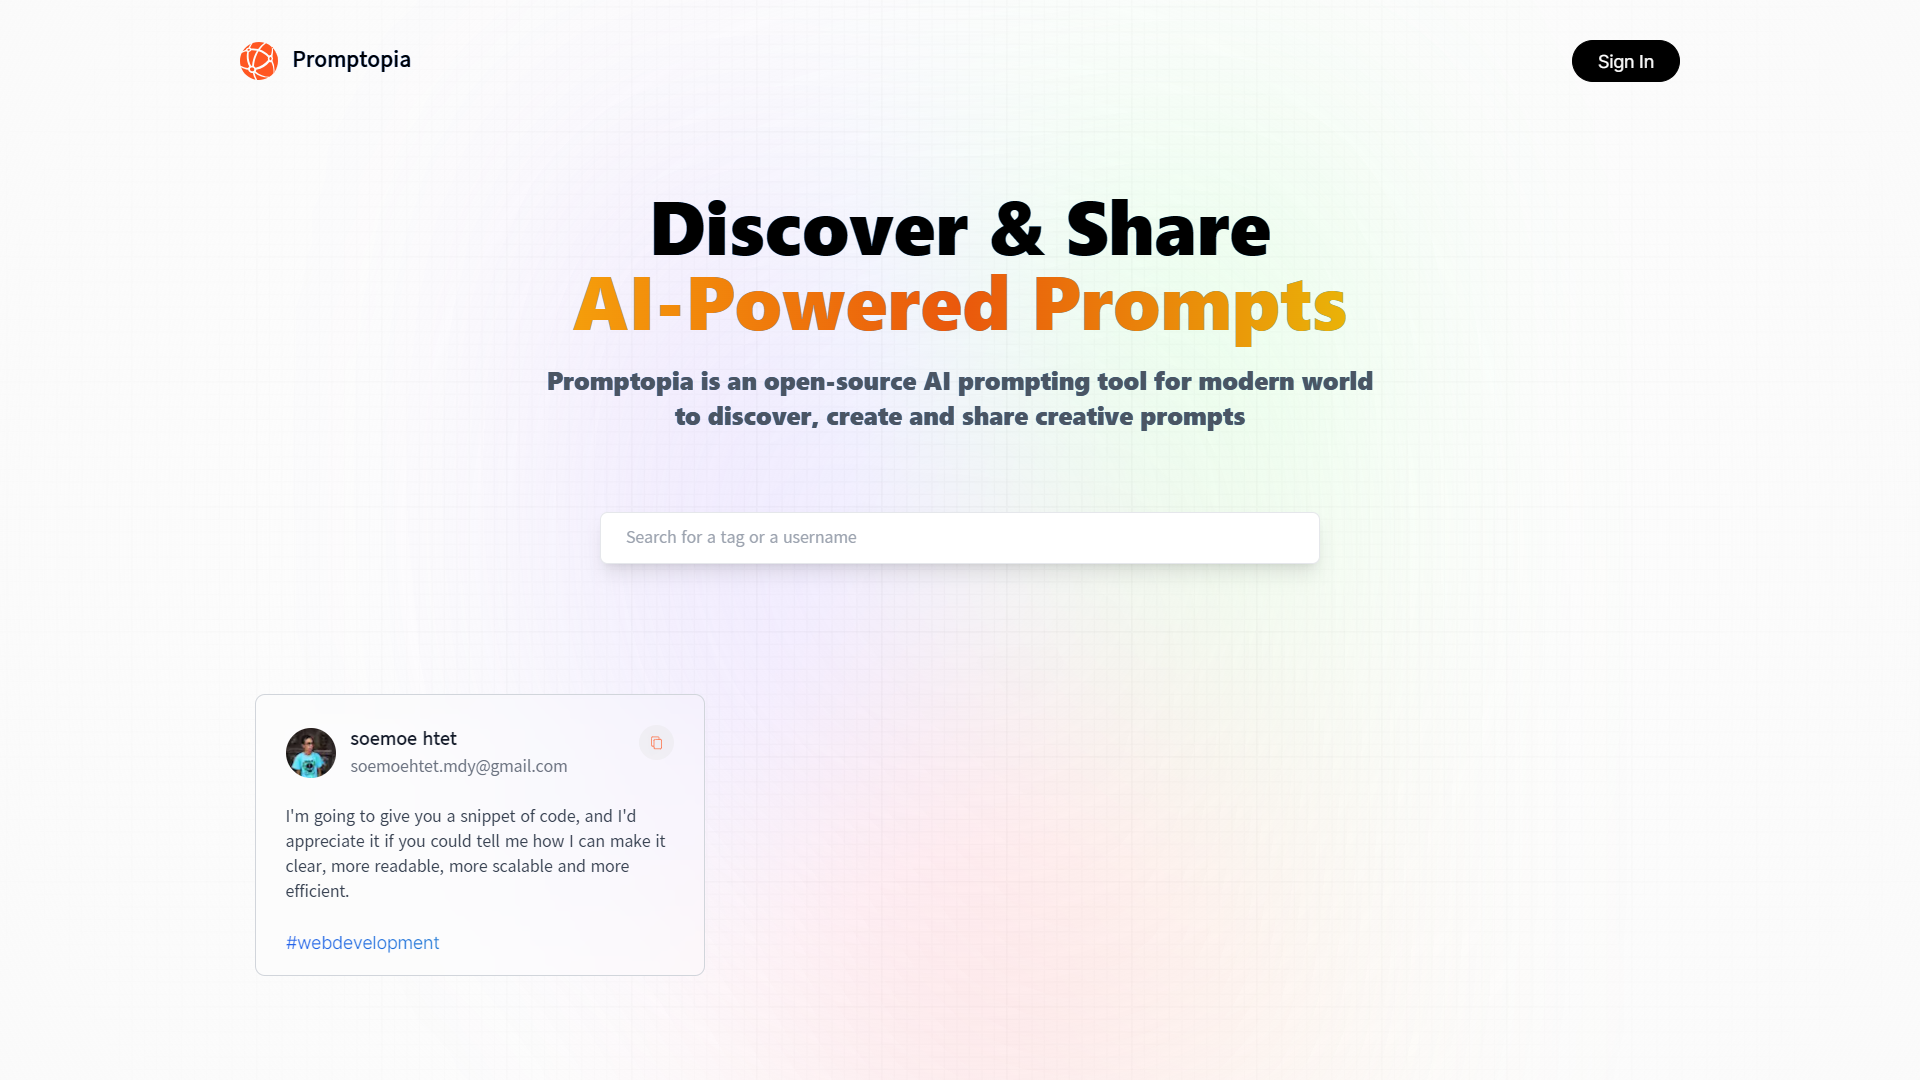 Promptopia
Sign In
Discover & Share
AI-Powered Prompts
Promptopia is an open-source AI prompting tool for modern world
to discover, create and share creative prompts
Search for a tag or a username
soemoe htet
soemoehtet.mdy@gmail.com
I'm going to give you a snippet of code, and I'd
appreciate it if you could tell me how I can make it
clear, more readable, more scalable and more
efficient.
#webdevelopment